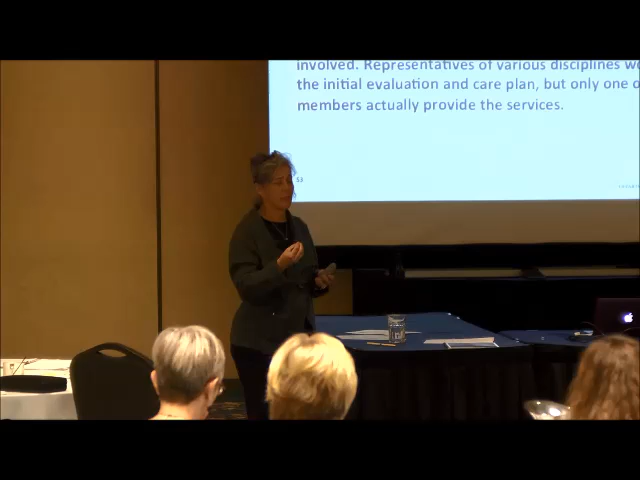 involved. Representatives of various disciplines
the initial evaluation and care plan, but only one
members actually provide the services.
53